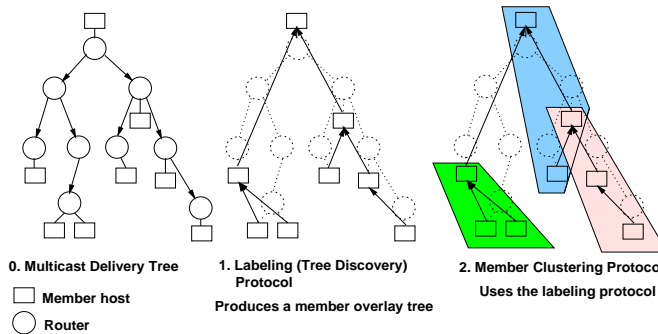 0. Multicast Delivery Tree
Member host
Router
1. Labeling (Tree Discovery)
Protocol
Produces a member overlay tree
2. Member Clustering Protoco
Uses the labeling protocol